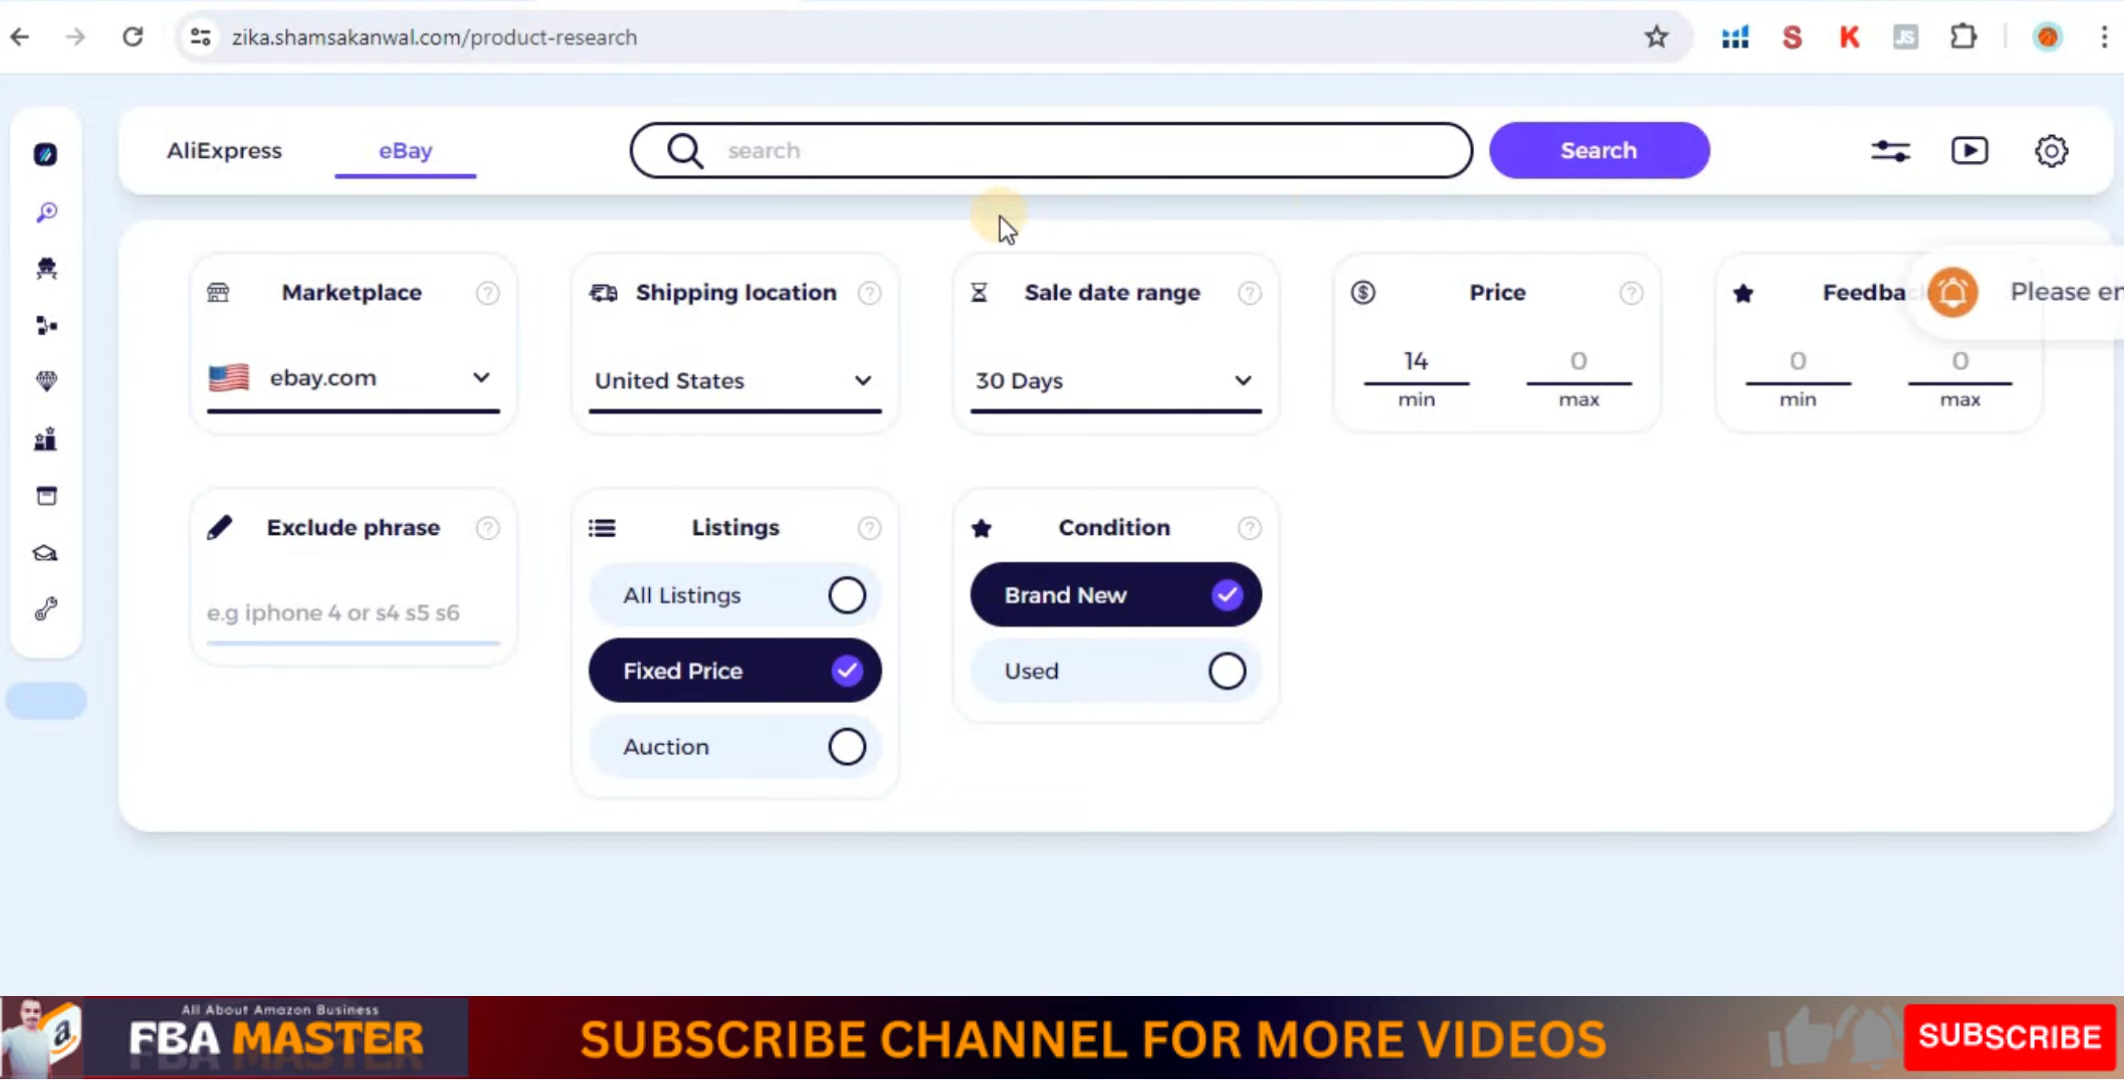 zika.shamsakanwal.com/product-research
S K JS
AliExpress eBay search Search
Marketplace Shipping location Sale date range Price Feedba Please en
ebay.com United States 30 Days 14 0 0 0
min max min max
Exclude phrase Listings Condition
e.g iphone 4 or s4 s5 s6 All Listings Brand New
Fixed Price Used
Auction
All About Amazon Business
FBA MASTER
SUBSCRIBE CHANNEL FOR MORE VIDEOS
SUBSCRIBE